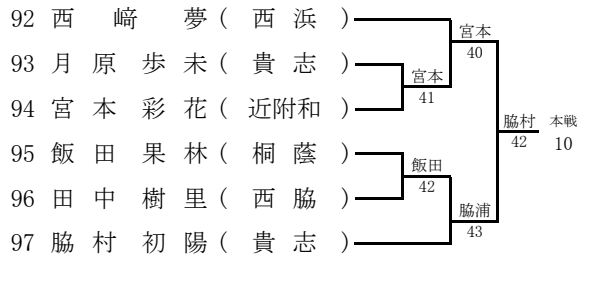 92 西 﨑 夢 ( 西 浜 )
宮本
40
93 月 原 歩 未 ( 貴 志 )
宮本
41
94 宮 本 彩 花 ( 近附和 )
脇村 本戦
42 10
95 飯 田 果 林 ( 桐 蔭 )
飯田
42
96 田 中 樹 里 ( 西 脇 )
脇浦
43
97 脇 村 初 陽 ( 貴 志 )